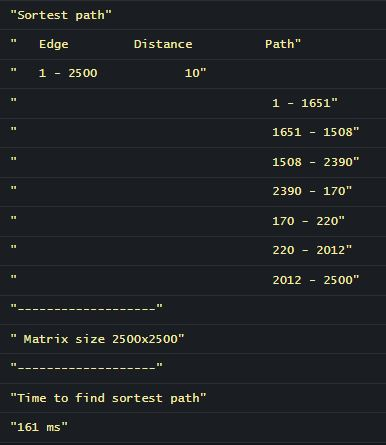 "Sortest path"
"   Edge         Distance          Path"
"   1 - 2500            10"
"                                   1 - 1651"
"                                   1651 - 1508"
"                                   1508 - 2390"
"                                   2390 - 170"
"                                   170 - 220"
"                                   220 - 2012"
"                                   2012 - 2500"
"-------------------"
" Matrix size 2500x2500"
"-------------------"
"Time to find sortest path"
"161 ms"